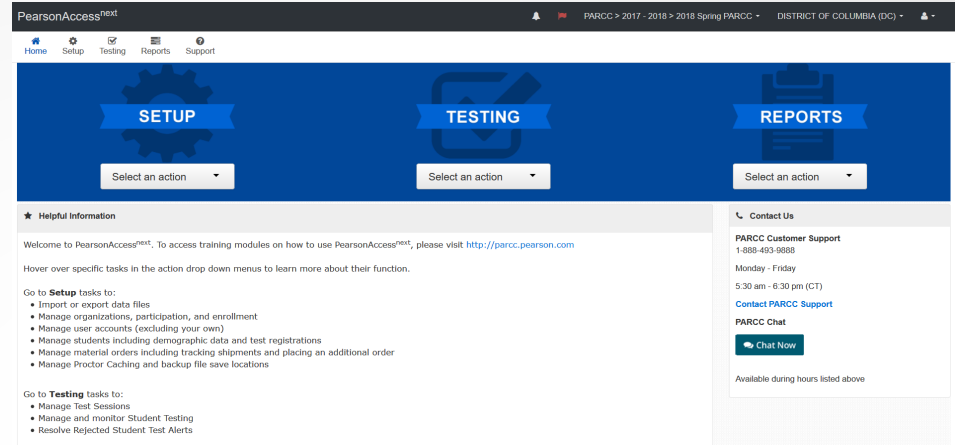 PearsonAccessnext
PARCC > 2017 - 2018 > 2018 Spring PARCC
DISTRICT OF COLUMBIA (DC)
Home Setup Testing Reports Support
SETUP
TESTING
REPORTS
Select an action
Select an action
Select an action
Helpful Information
Welcome to PearsonAccessnext. To access training modules on how to use PearsonAccessnext, please visit http://parcc.pearson.com
Hover over specific tasks in the action drop down menus to learn more about their function.
Go to Setup tasks to:
• Import or export data files
• Manage organizations, participation, and enrollment
• Manage user accounts (excluding your own)
• Manage students including demographic data and test registrations
• Manage material orders including tracking shipments and placing an additional order
• Manage Proctor Caching and backup file save locations
Go to Testing tasks to:
• Manage Test Sessions
• Manage and monitor Student Testing
• Resolve Rejected Student Test Alerts
Contact Us
PARCC Customer Support
1-888-493-9888
Monday - Friday
5:30 am - 6:30 pm (CT)
Contact PARCC Support
PARCC Chat
Chat Now
Available during hours listed above